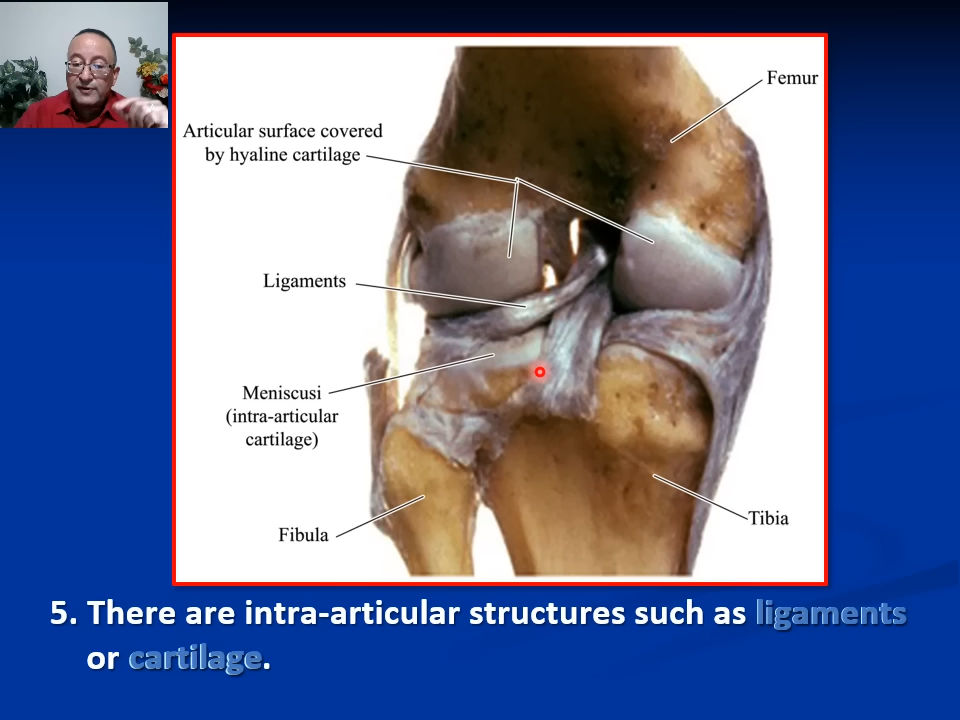 Femur
Articular surface covered
by hyaline cartilage
Ligaments
Meniscusi
(intra-articular
cartilage)
Fibula
Tibia
5. There are intra-articular structures such as ligaments
or cartilage.